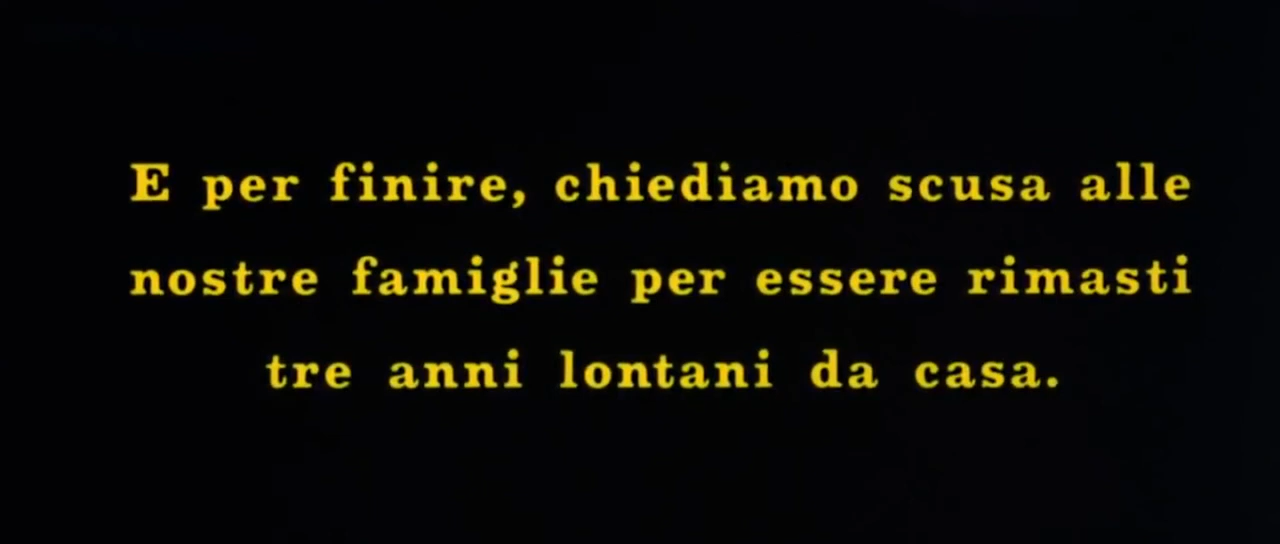 E per finire, chiediamo scusa alle
nostre famiglie per essere rimasti
tre anni lontani da casa.